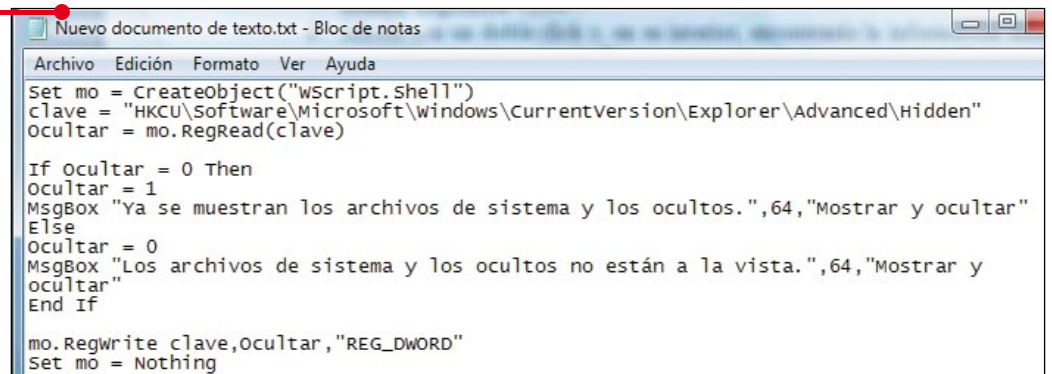 Nuevo documento de texto.txt - Bloc de notas
Archivo Edición Formato Ver Ayuda
Set mo = CreateObject("WScript.Shell")
clave = "HKCU\Software\Microsoft\Windows\CurrentVersion\Explorer\Advanced\Hidden"
Ocultar = mo.RegRead(clave)
If Ocultar = 0 Then
Ocultar = 1
MsgBox "Ya se muestran los archivos de sistema y los ocultos.",64,"Mostrar y ocultar"
Else
Ocultar = 0
MsgBox "Los archivos de sistema y los ocultos no están a la vista.",64,"Mostrar y
ocultar"
End If
mo.RegWrite clave,Ocultar,"REG_DWORD"
Set mo = Nothing